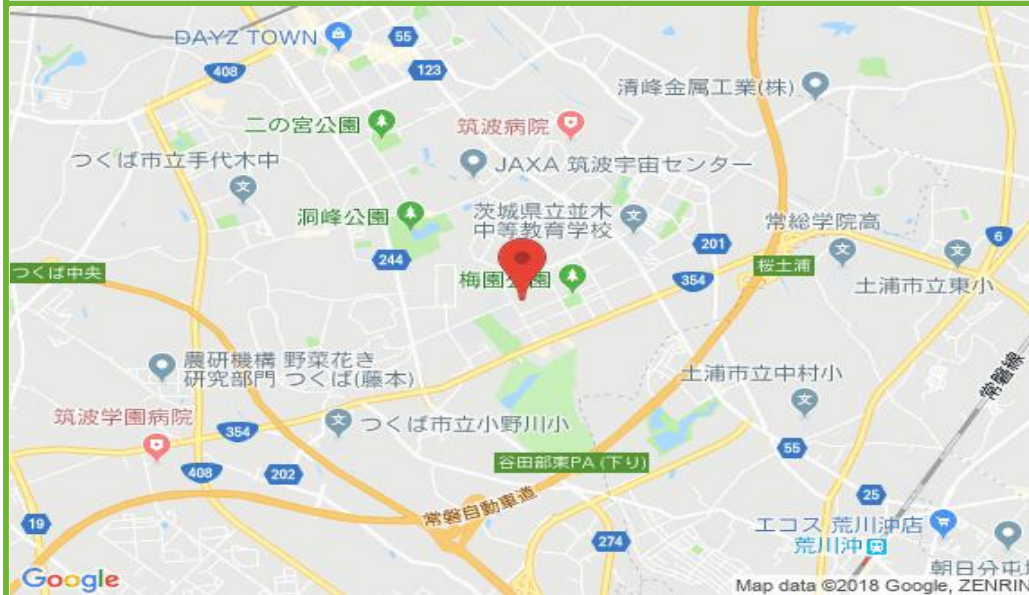 DAYZ TOWN
55
408
123
清峰金属工業(株)
二の宮公園
筑波病院
つくば市立手代木中
JAXA 筑波宇宙センター
洞峰公園
茨城県立並木
中等教育学校
常総学院高
6
201
244
つくば中央
桜土浦
梅園公園
354
土浦市立東小
農研機構 野菜花き
研究部門 つくば(藤本)
土浦市立中村小
常磐線
筑波学園病院
354
つくば市立小野川小
55
谷田部東PA (下り)
408
202
25
常磐自動車道
19
エコス 荒川沖店
274
荒川沖
朝日分屯地
Google
Map data ©2018 Google, ZENRIN